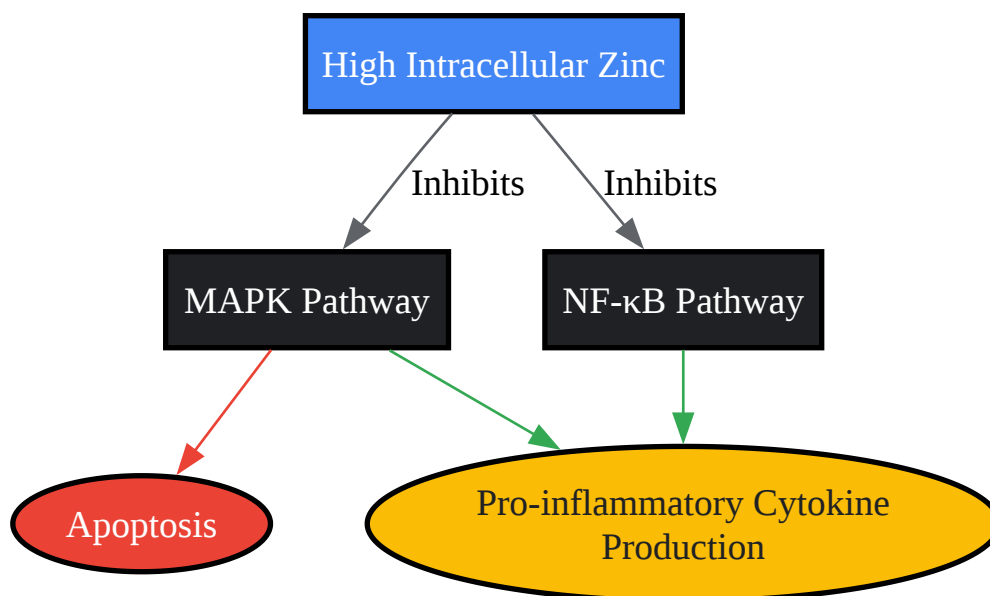 High Intracellular Zinc
Inhibits
Inhibits
MAPK Pathway
NF-κB Pathway
Apoptosis
Pro-inflammatory Cytokine
Production